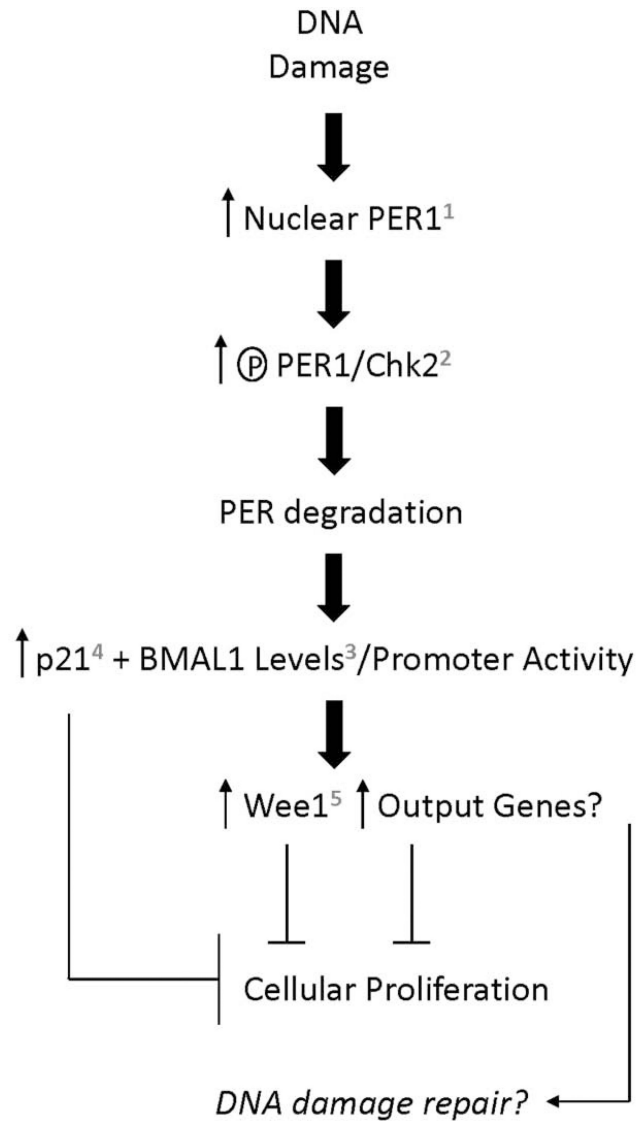 DNA
Damage
↑ Nuclear PER1¹
↑ Ⓟ PER1/Chk2²
PER degradation
↑ p21⁴ + BMAL1 Levels³/Promoter Activity
↑ Wee1⁵ ↑ Output Genes?
Cellular Proliferation
DNA damage repair?